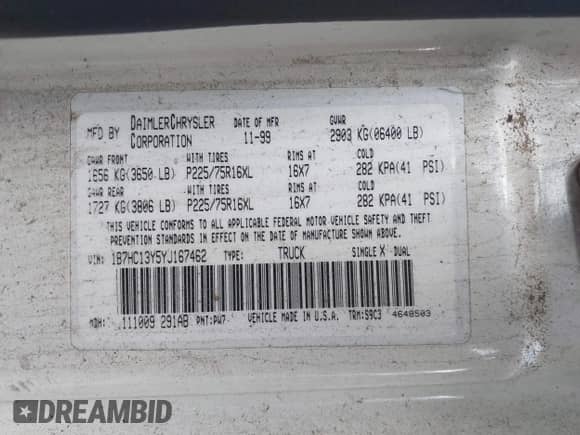 MFD BY DAIMLERCHRYSLER CORPORATION DATE OF MFR 11-99 GVWR 2903 KG(06400 LB)
GAWR FRONT WITH TIRES RIMS AT COLD
1656 KG(3650 LB) P225/75R16XL 16X7 282 KPA(41 PSI)
GAWR REAR WITH TIRES RIMS AT COLD
1727 KG(3806 LB) P225/75R16XL 16X7 282 KPA(41 PSI)
THIS VEHICLE CONFORMS TO ALL APPLICABLE FEDERAL MOTOR VEHICLE SAFETY AND THEFT
PREVENTION STANDARDS IN EFFECT ON THE DATE OF MANUFACTURE SHOWN ABOVE.
VIN: 1B7HC13Y5YJ167462 TYPE: TRUCK SINGLE X DUAL
MDH: 111009 291AB PNT: PW7 VEHICLE MADE IN U.S.A. TRM: S9C3 4648503
DREAMBID